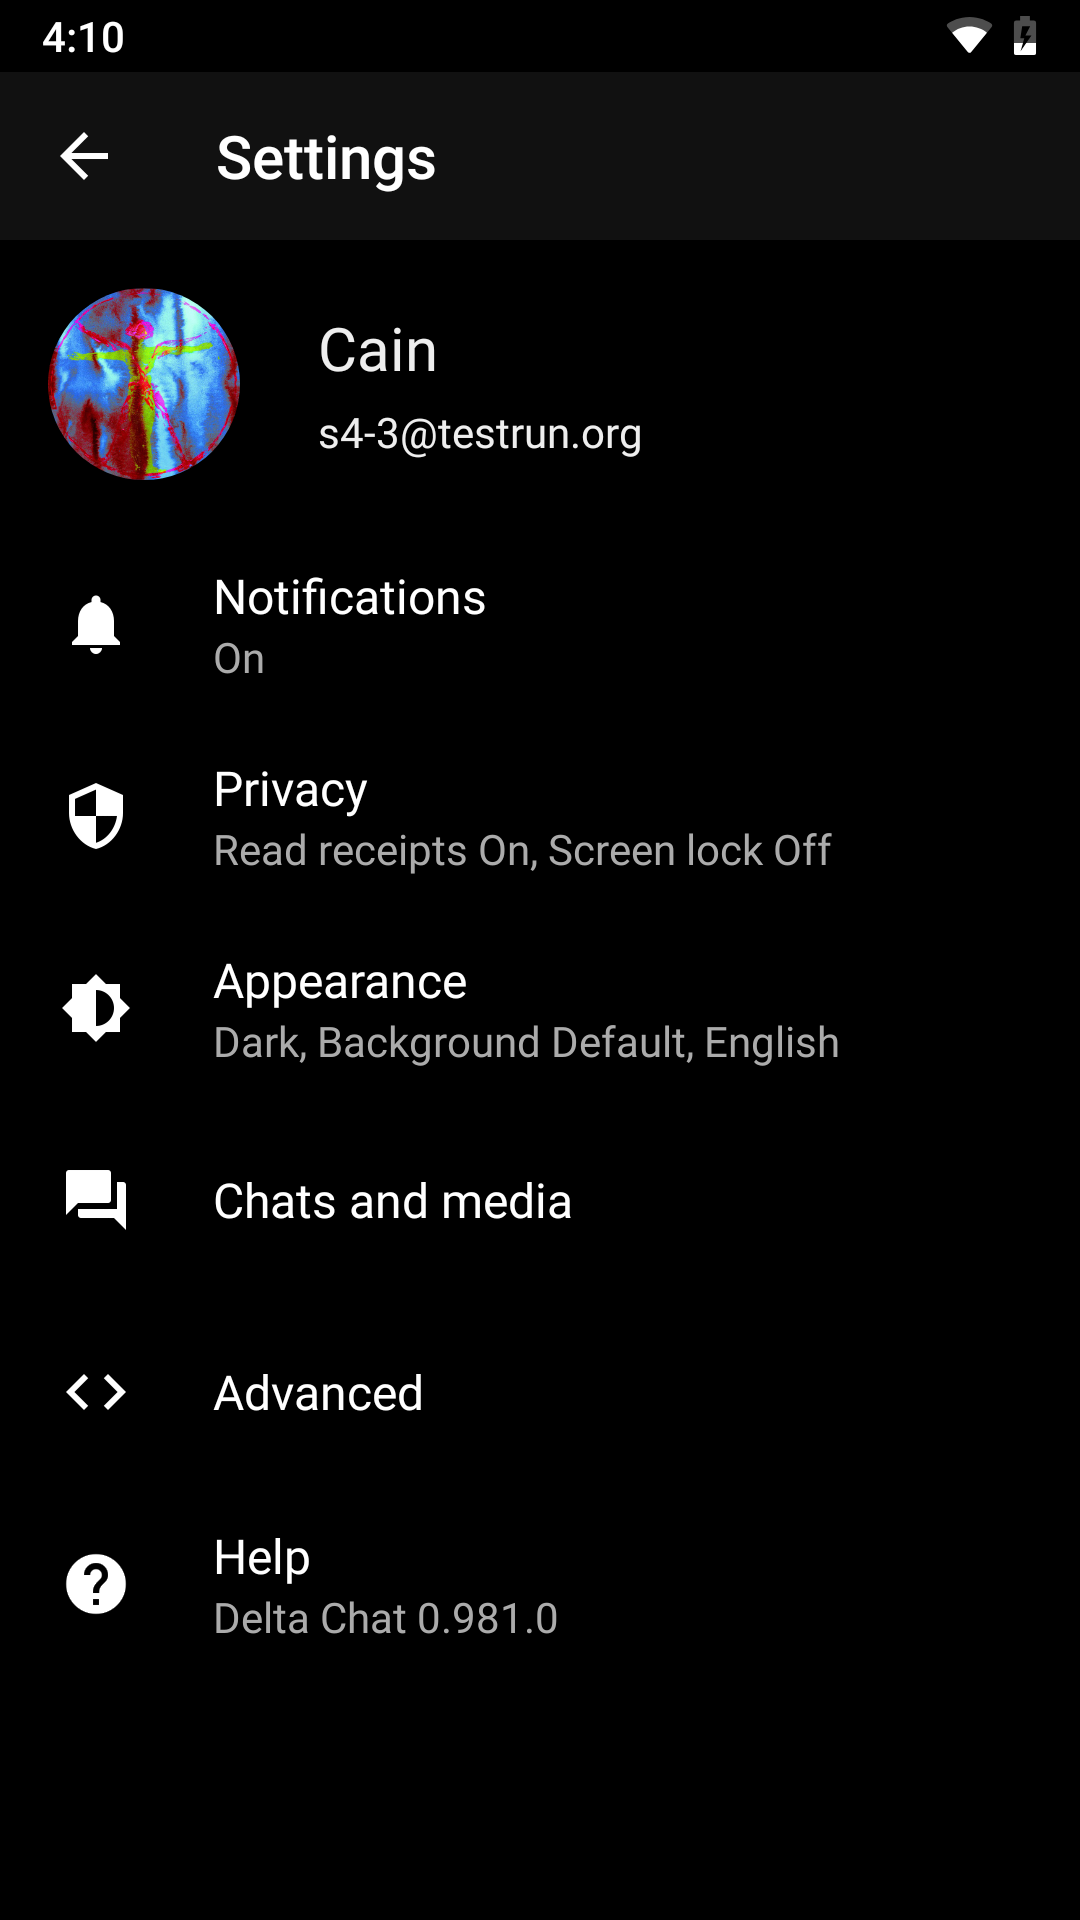 4:10
Settings
Cain
s4-3@testrun.org
Notifications
On
Privacy
Read receipts On, Screen lock Off
Appearance
Dark, Background Default, English
Chats and media
Advanced
Help
Delta Chat 0.981.0